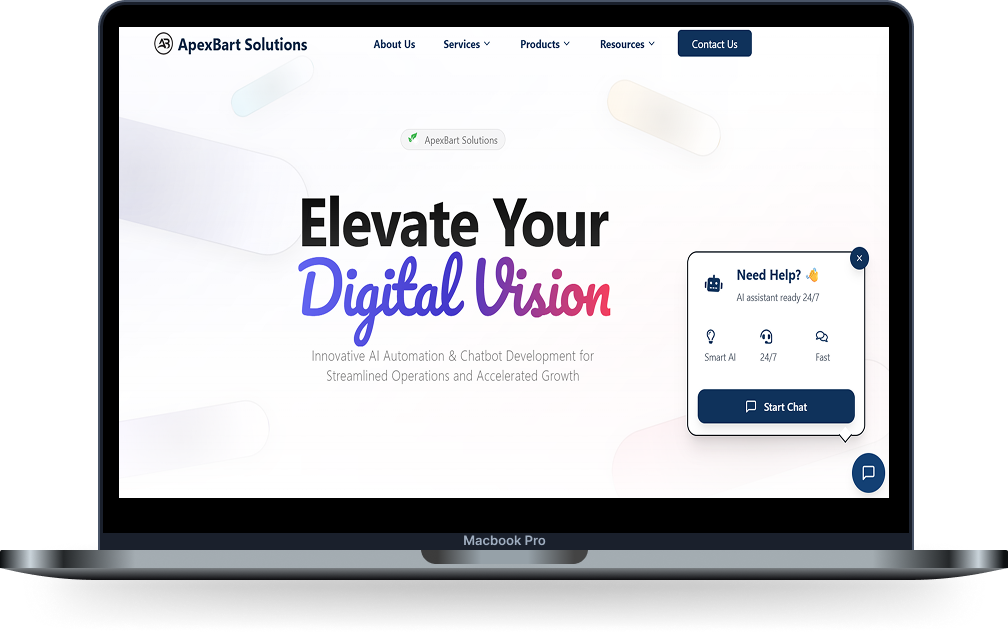 AB ApexBart Solutions
About Us Services Products Resources Contact Us
ApexBart Solutions
Elevate Your
Digital Vision
Innovative AI Automation & Chatbot Development for
Streamlined Operations and Accelerated Growth
Need Help? 👋
AI assistant ready 24/7
Smart AI 24/7 Fast
Start Chat
Macbook Pro